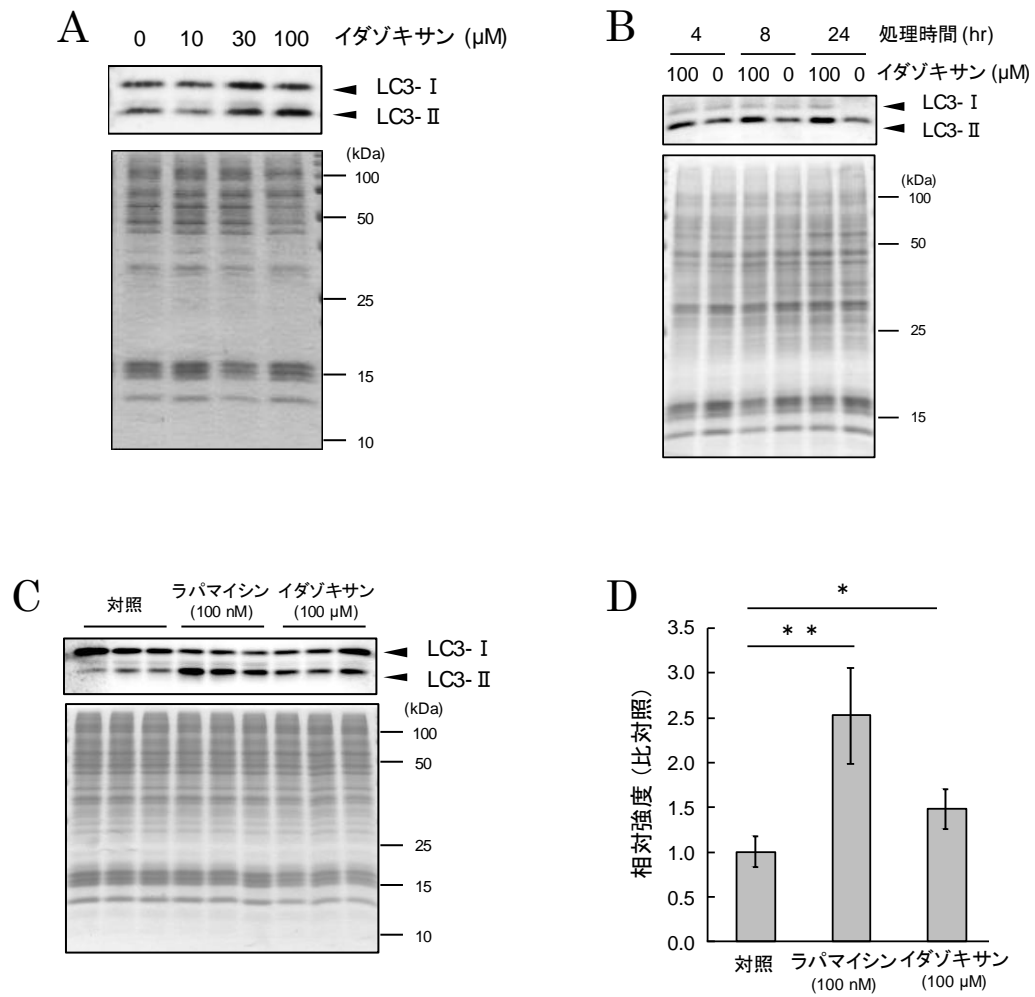 A
0 10 30 100 イダゾキサン (µM)
LC3-Ⅰ
LC3-Ⅱ
(kDa)
100
50
25
15
10
B
4 8 24 処理時間 (hr)
100 0 100 0 100 0 イダゾキサン (µM)
LC3-Ⅰ
LC3-Ⅱ
(kDa)
100
50
25
15
C
対照 ラパマイシン (100 nM) イダゾキサン (100 µM)
LC3-Ⅰ
LC3-Ⅱ
(kDa)
100
50
25
15
10
D
*
**
相対強度 (比対照)
3.5
3.0
2.5
2.0
1.5
1.0
0.5
0.0
対照 ラパマイシン イダゾキサン
(100 nM) (100 µM)